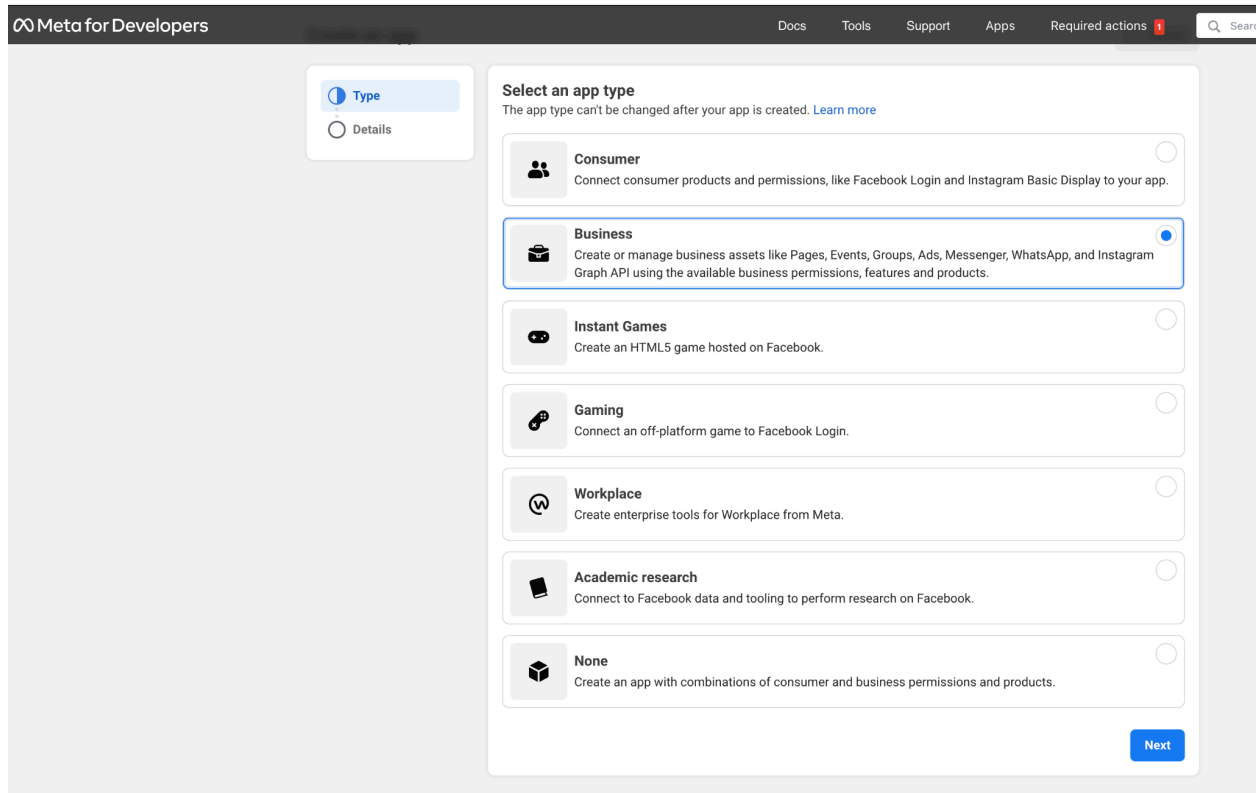 Meta for Developers
Docs
Tools
Support
Apps
Required actions
1
Create an app
Type
Details
Select an app type
The app type can't be changed after your app is created. Learn more
Consumer
Connect consumer products and permissions, like Facebook Login and Instagram Basic Display to your app.
Business
Create or manage business assets like Pages, Events, Groups, Ads, Messenger, WhatsApp, and Instagram
Graph API using the available business permissions, features and products.
Instant Games
Create an HTML5 game hosted on Facebook.
Gaming
Connect an off-platform game to Facebook Login.
Workplace
Create enterprise tools for Workplace from Meta.
Academic research
Connect to Facebook data and tooling to perform research on Facebook.
None
Create an app with combinations of consumer and business permissions and products.
Next